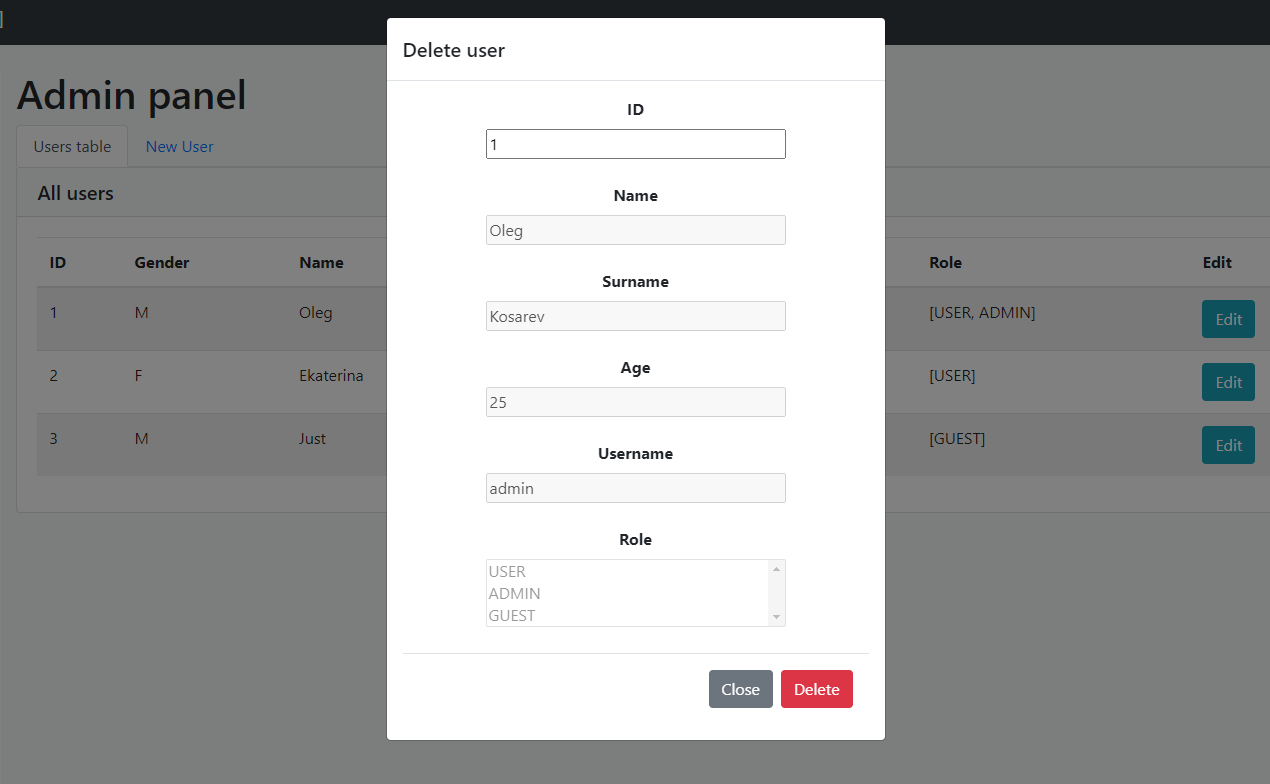 ]
Delete user
ID
1
Name
Oleg
Surname
Kosarev
Age
25
Username
admin
Role
USER
ADMIN
GUEST
Close Delete
Admin panel
Users table New User
All users
ID Gender Name Role Edit
1 M Oleg [USER, ADMIN] Edit
2 F Ekaterina [USER] Edit
3 M Just [GUEST] Edit